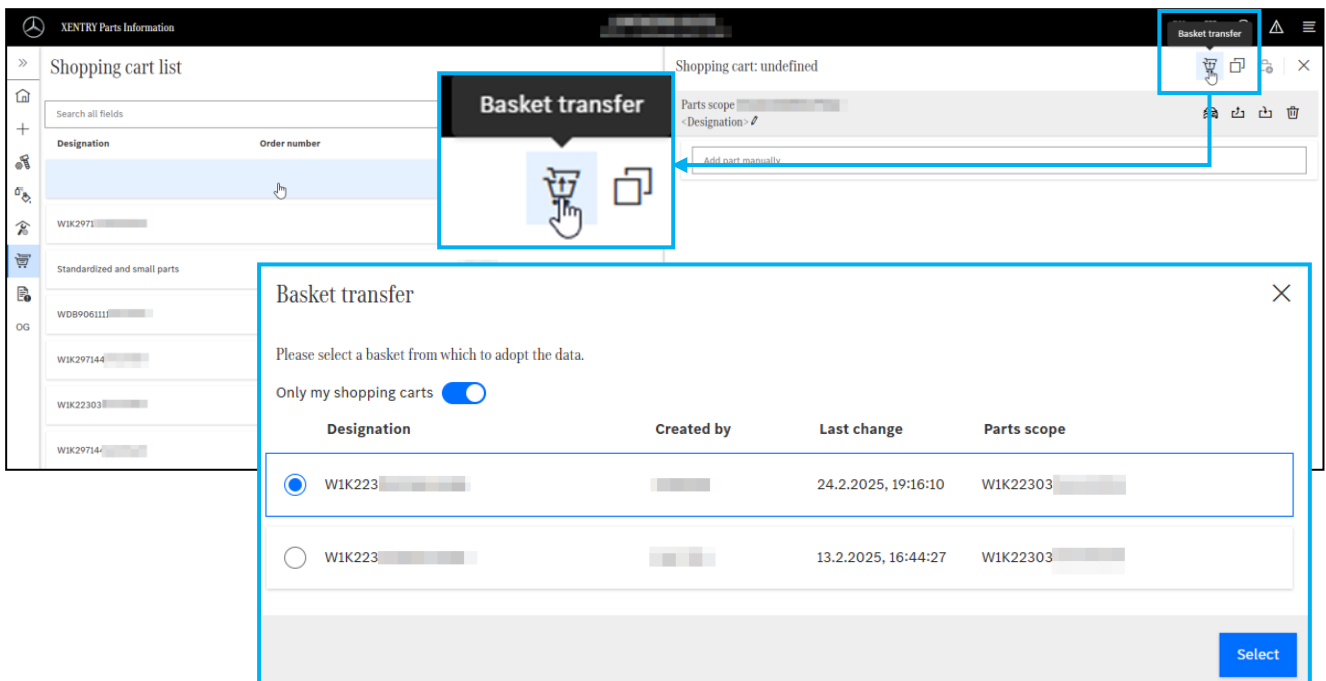 XENTRY Parts Information
Basket transfer
Shopping cart list
Shopping cart: undefined
Search all fields
Basket transfer
Parts scope
<Designation>
Designation Order number
Add part manually
W1K2971
Standardized and small parts
WDB9061111
OG
W1K297144
W1K22303
W1K297144
Basket transfer
Please select a basket from which to adopt the data.
Only my shopping carts
Designation Created by Last change Parts scope
W1K223 24.2.2025, 19:16:10 W1K22303
W1K223 13.2.2025, 16:44:27 W1K22303
Select